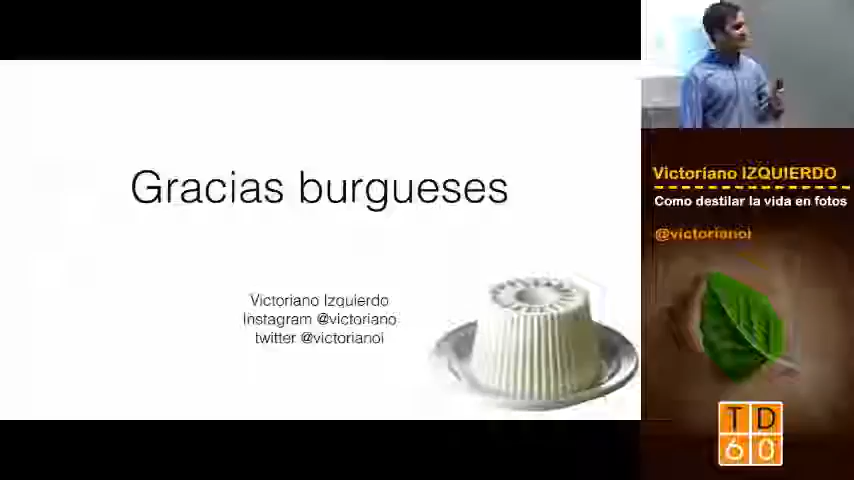 Gracias burgueses
Victoriano Izquierdo
Instagram @victoriano
twitter @victorianoi
Victoriano IZQUIERDO
Como destilar la vida en fotos
@victorianoi
TD
60